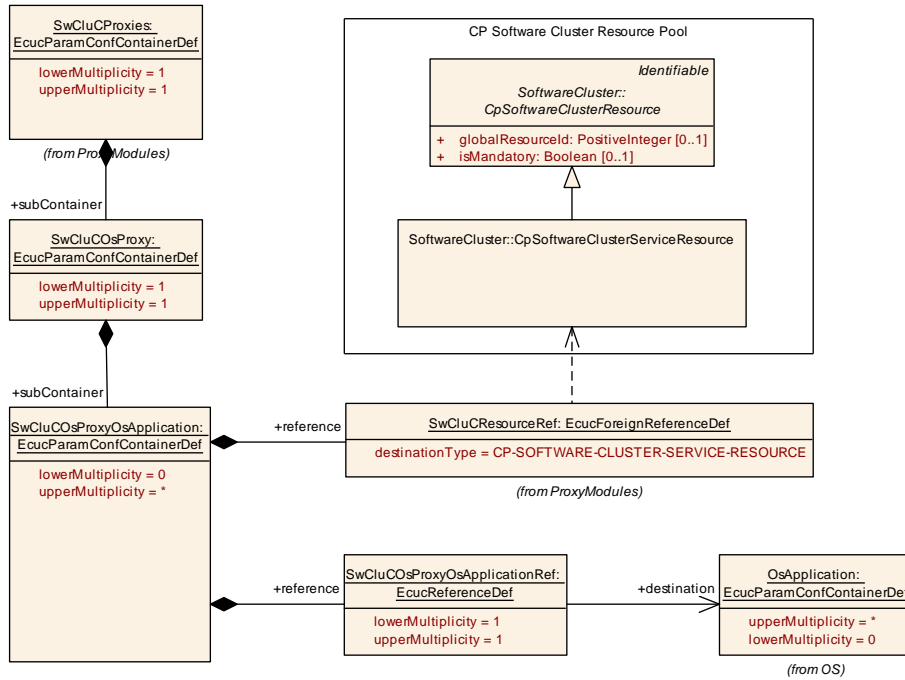 SwCluCProxies:
EcucParamConfContainerDef
lowerMultiplicity = 1
upperMultiplicity = 1
(from ProxyModules)
+subContainer
SwCluCOsProxy:
EcucParamConfContainerDef
lowerMultiplicity = 1
upperMultiplicity = 1
+subContainer
SwCluCOsProxyOsApplication:
EcucParamConfContainerDef
lowerMultiplicity = 0
upperMultiplicity = *
CP Software Cluster Resource Pool
Identifiable
SoftwareCluster::
CpSoftwareClusterResource
+ globalResourceId: PositiveInteger [0..1]
+ isMandatory: Boolean [0..1]
SoftwareCluster::CpSoftwareClusterServiceResource
+reference
SwCluCResourceRef: EcucForeignReferenceDef
destinationType = CP-SOFTWARE-CLUSTER-SERVICE-RESOURCE
(from ProxyModules)
+reference
SwCluCOsProxyOsApplicationRef:
EcucReferenceDef
lowerMultiplicity = 1
upperMultiplicity = 1
+destination
OsApplication:
EcucParamConfContainerDef
upperMultiplicity = *
lowerMultiplicity = 0
(from OS)